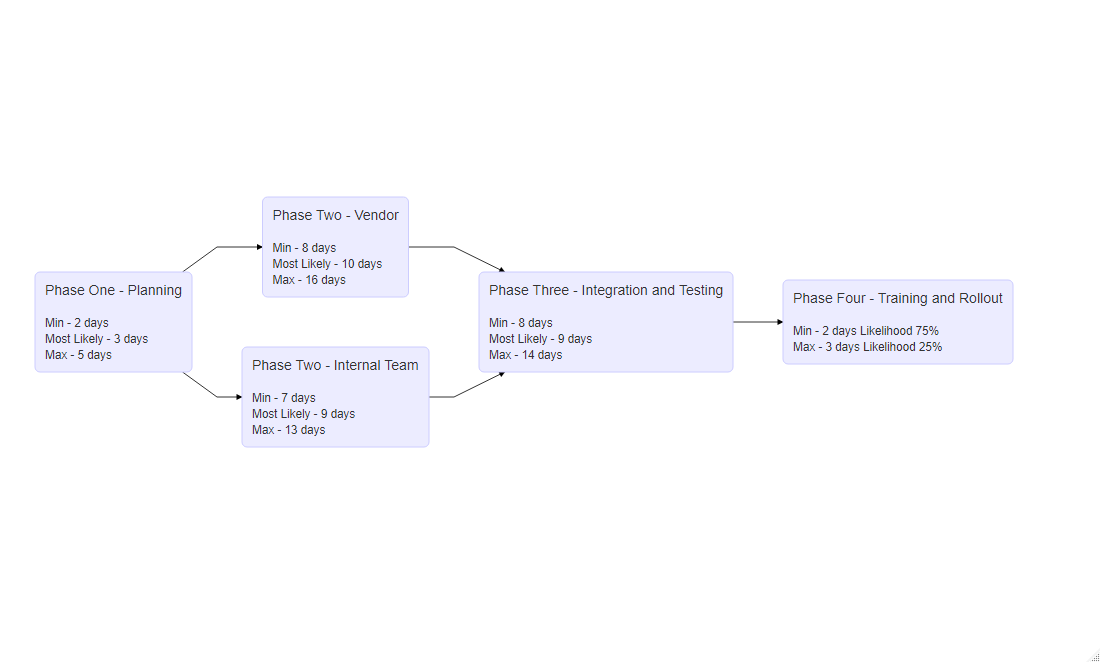 Phase One - Planning
Min - 2 days
Most Likely - 3 days
Max - 5 days
Phase Two - Vendor
Min - 8 days
Most Likely - 10 days
Max - 16 days
Phase Two - Internal Team
Min - 7 days
Most Likely - 9 days
Max - 13 days
Phase Three - Integration and Testing
Min - 8 days
Most Likely - 9 days
Max - 14 days
Phase Four - Training and Rollout
Min - 2 days Likelihood 75%
Max - 3 days Likelihood 25%